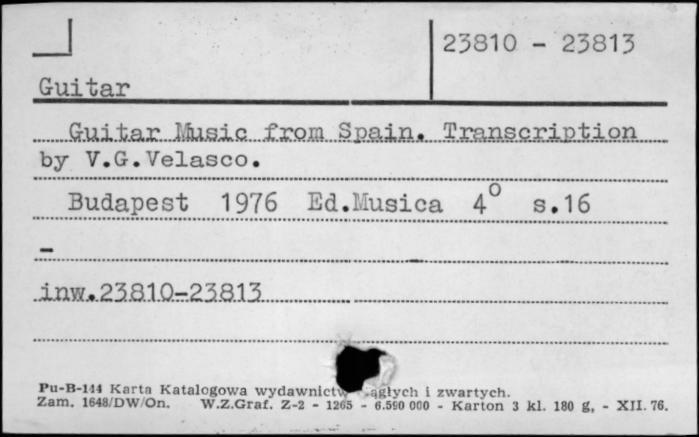 23810 - 23813
Guitar
Guitar Music from Spain. Transcription
by V.G.Velasco.
Budapest 1976 Ed.Musica 4° s.16
-
inw.23810-23813
Pu-B-144 Karta Katalogowa wydawnictw ągłych i zwartych.
Zam. 1648/DW/On. W.Z.Graf. Z-2 - 1265 - 6.590 000 - Karton 3 kl. 180 g, - XII. 76.